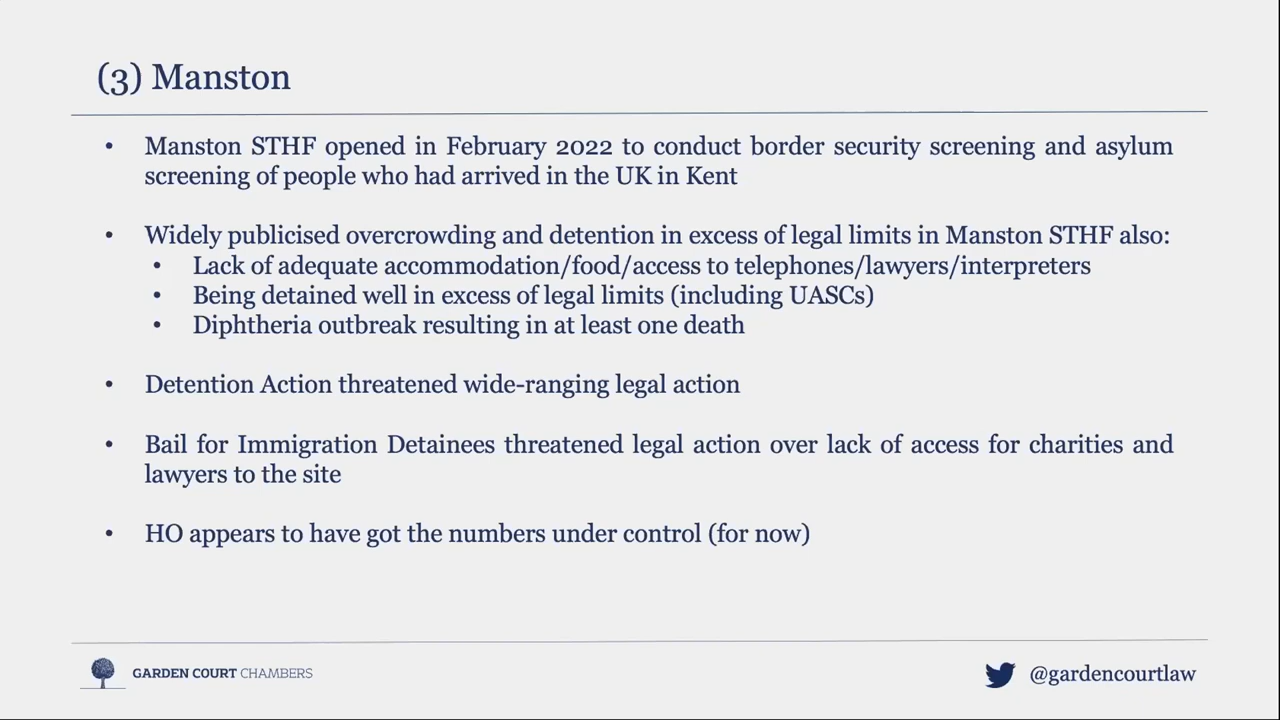 (3) Manston
• Manston STHF opened in February 2022 to conduct border security screening and asylum
screening of people who had arrived in the UK in Kent
• Widely publicised overcrowding and detention in excess of legal limits in Manston STHF also:
• Lack of adequate accommodation/food/access to telephones/lawyers/interpreters
• Being detained well in excess of legal limits (including UASCs)
• Diphtheria outbreak resulting in at least one death
• Detention Action threatened wide-ranging legal action
• Bail for Immigration Detainees threatened legal action over lack of access for charities and
lawyers to the site
• HO appears to have got the numbers under control (for now)
GARDEN COURT CHAMBERS
@gardencourtlaw